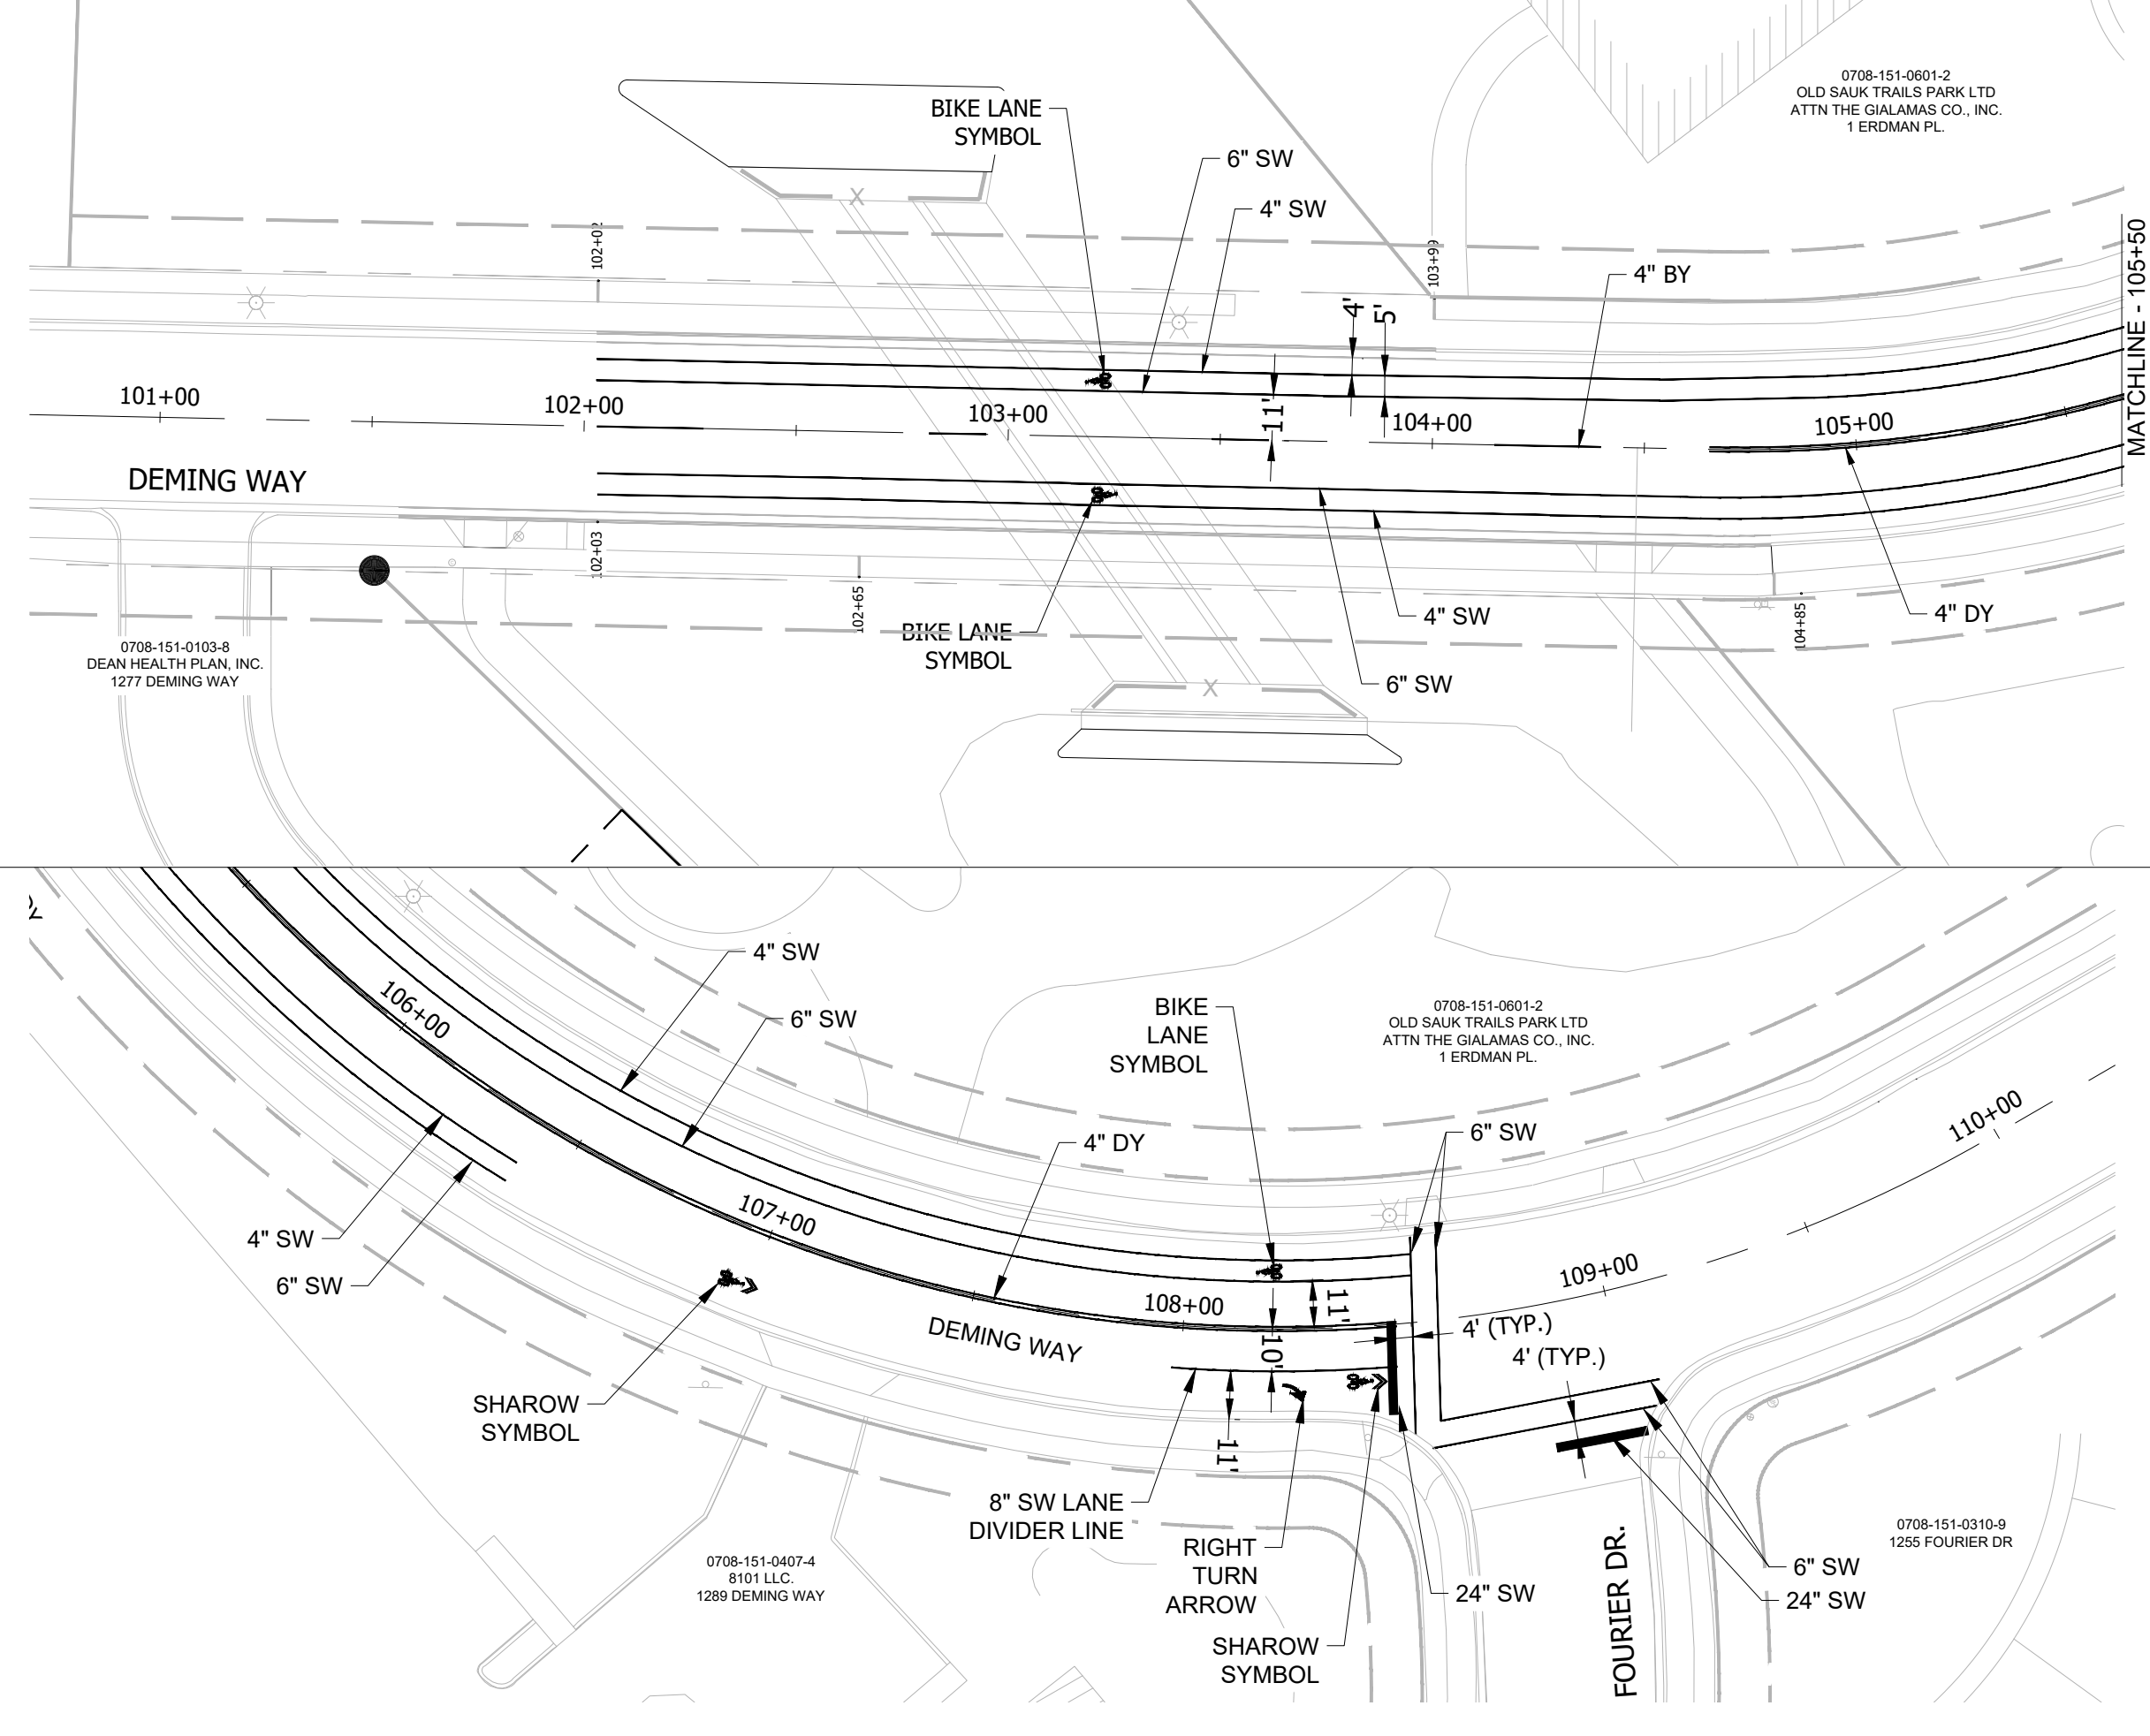 0708-151-0601-2
OLD SAUK TRAILS PARK LTD
ATTN THE GIALAMAS CO., INC.
1 ERDMAN PL.
BIKE LANE
SYMBOL
6" SW
4" SW
102+02
103+99
4" BY
MATCHLINE - 105+50
4'
5'
11'
101+00
102+00
103+00
104+00
105+00
DEMING WAY
102+03
102+65
104+85
4" SW
4" DY
BIKE LANE
SYMBOL
6" SW
0708-151-0103-8
DEAN HEALTH PLAN, INC.
1277 DEMING WAY
4" SW
6" SW
106+00
BIKE
LANE
SYMBOL
0708-151-0601-2
OLD SAUK TRAILS PARK LTD
ATTN THE GIALAMAS CO., INC.
1 ERDMAN PL.
110+00
6" SW
4" DY
107+00
4" SW
6" SW
109+00
108+00
11'
4' (TYP.)
4' (TYP.)
DEMING WAY
10'
11'
SHAROW
SYMBOL
8" SW LANE
DIVIDER LINE
RIGHT
TURN
ARROW
SHAROW
SYMBOL
24" SW
FOURIER DR.
6" SW
24" SW
0708-151-0310-9
1255 FOURIER DR
0708-151-0407-4
8101 LLC.
1289 DEMING WAY